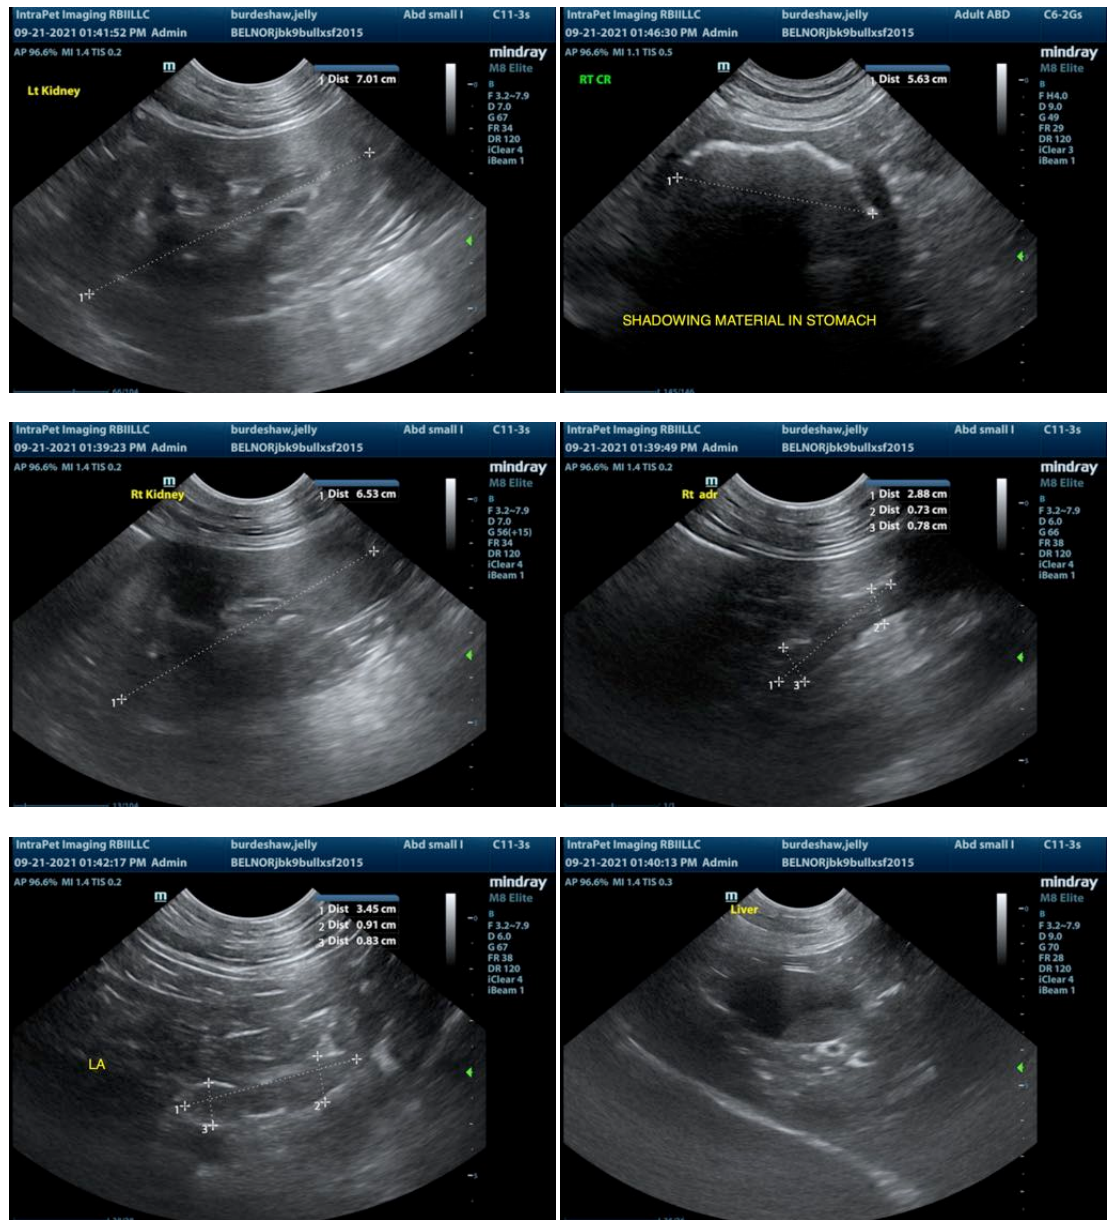 IntraPet Imaging RBIILLC burdeshaw,jelly Abd small I C11-3s
09-21-2021 01:41:52 PM Admin BELNORjbk9bullxsf2015
AP 96.6% MI 1.4 TIS 0.2
mindray
M8 Elite
m
1 Dist 7.01 cm
Lt Kidney
B
F 3.2~7.9
D 7.0
G 67
FR 34
DR 120
iClear 4
iBeam 1
1
66/104
IntraPet Imaging RBIILLC burdeshaw,jelly Adult ABD C6-2Gs
09-21-2021 01:46:30 PM Admin BELNORjbk9bullxsf2015
AP 96.6% MI 1.1 TIS 0.5
mindray
M8 Elite
m
1 Dist 5.63 cm
RT CR
B
F H4.0
D 9.0
G 49
FR 29
DR 120
iClear 3
iBeam 1
1
SHADOWING MATERIAL IN STOMACH
145/146
IntraPet Imaging RBIILLC burdeshaw,jelly Abd small I C11-3s
09-21-2021 01:39:23 PM Admin BELNORjbk9bullxsf2015
AP 96.6% MI 1.4 TIS 0.2
mindray
M8 Elite
m
Rt Kidney
1 Dist 6.53 cm
B
F 3.2~7.9
D 7.0
G 56(+15)
FR 34
DR 120
iClear 4
iBeam 1
1
13/104
IntraPet Imaging RBIILLC burdeshaw,jelly Abd small I C11-3s
09-21-2021 01:39:49 PM Admin BELNORjbk9bullxsf2015
AP 96.6% MI 1.4 TIS 0.2
mindray
M8 Elite
m
Rt adr
1 Dist 2.88 cm
2 Dist 0.73 cm
3 Dist 0.78 cm
B
F 3.2~7.9
D 6.0
G 66
FR 38
DR 120
iClear 4
iBeam 1
2
1 3
5
IntraPet Imaging RBIILLC burdeshaw,jelly Abd small I C11-3s
09-21-2021 01:42:17 PM Admin BELNORjbk9bullxsf2015
AP 96.6% MI 1.4 TIS 0.2
mindray
M8 Elite
m
1 Dist 3.45 cm
2 Dist 0.91 cm
3 Dist 0.83 cm
B
F 3.2~7.9
D 6.0
G 67
FR 38
DR 120
iClear 4
iBeam 1
LA
1 2
3
5
IntraPet Imaging RBIILLC burdeshaw,jelly Abd small I C11-3s
09-21-2021 01:40:13 PM Admin BELNORjbk9bullxsf2015
AP 96.6% MI 1.4 TIS 0.3
mindray
M8 Elite
m
Liver
B
F 3.2~7.9
D 9.0
G 70
FR 28
DR 120
iClear 4
iBeam 1